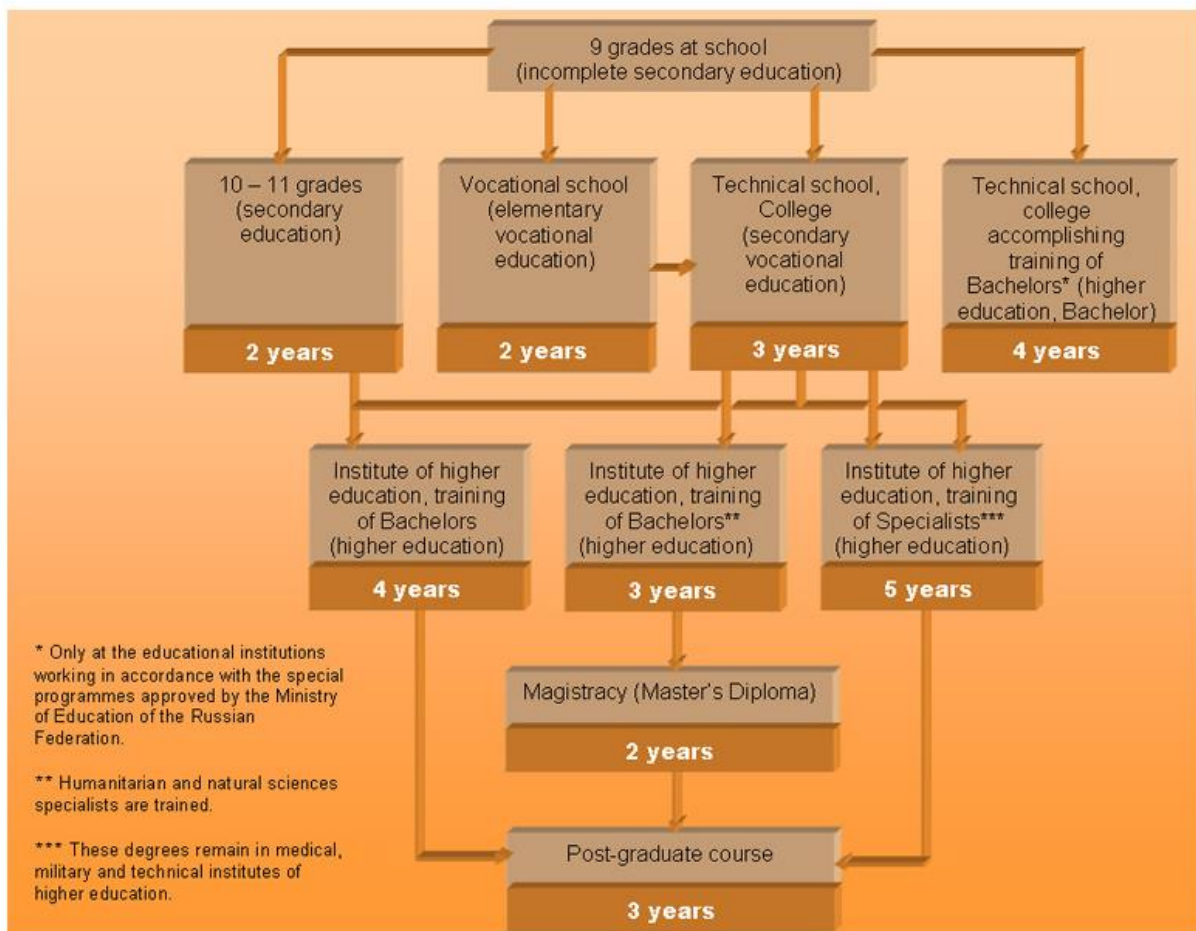 9 grades at school
(incomplete secondary education)
10 – 11 grades
(secondary
education)
2 years
Vocational school
(elementary
vocational
education)
2 years
Technical school,
College
(secondary
vocational
education)
3 years
Technical school,
college
accomplishing
training of
Bachelors* (higher
education, Bachelor)
4 years
Institute of higher
education, training
of Bachelors
(higher education)
4 years
Institute of higher
education, training
of Bachelors**
(higher education)
3 years
Institute of higher
education, training
of Specialists***
(higher education)
5 years
* Only at the educational institutions
working in accordance with the special
programmes approved by the Ministry
of Education of the Russian
Federation.
** Humanitarian and natural sciences
specialists are trained.
*** These degrees remain in medical,
military and technical institutes of
higher education.
Magistracy (Master's Diploma)
2 years
Post-graduate course
3 years